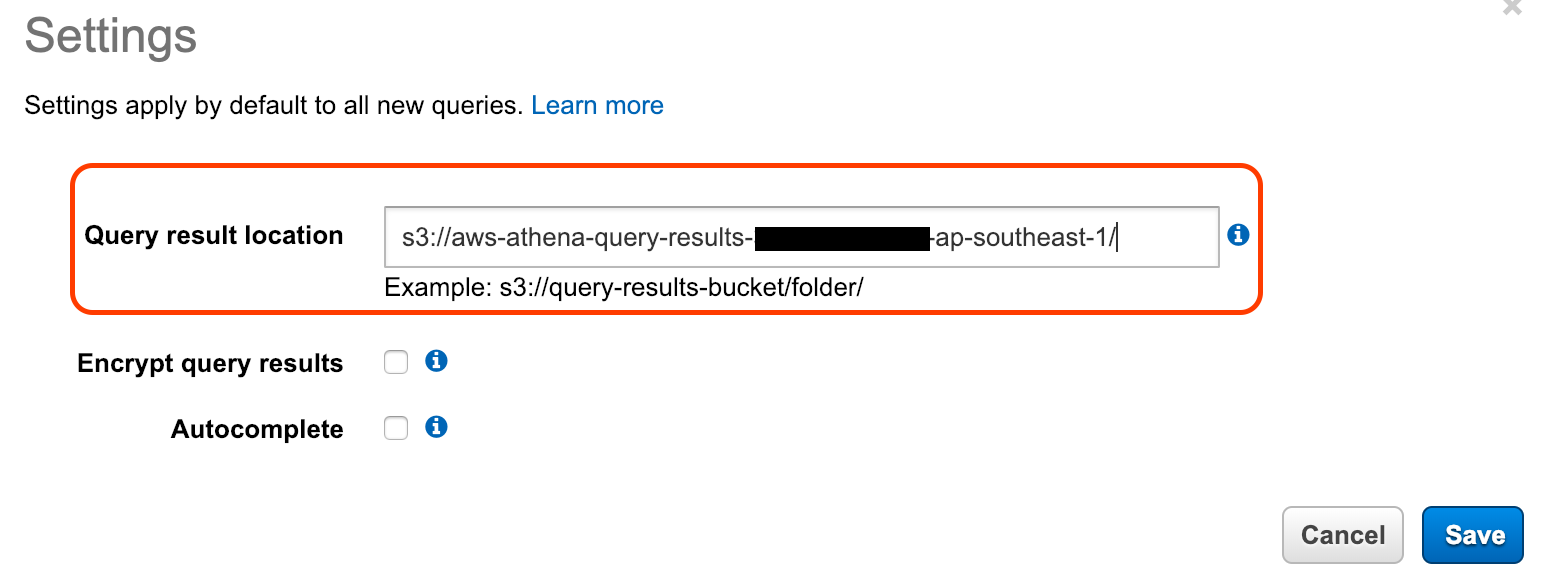 Settings
Settings apply by default to all new queries. Learn more
Query result location s3://aws-athena-query-results- -ap-southeast-1/
Example: s3://query-results-bucket/folder/
Encrypt query results
Autocomplete
Cancel Save